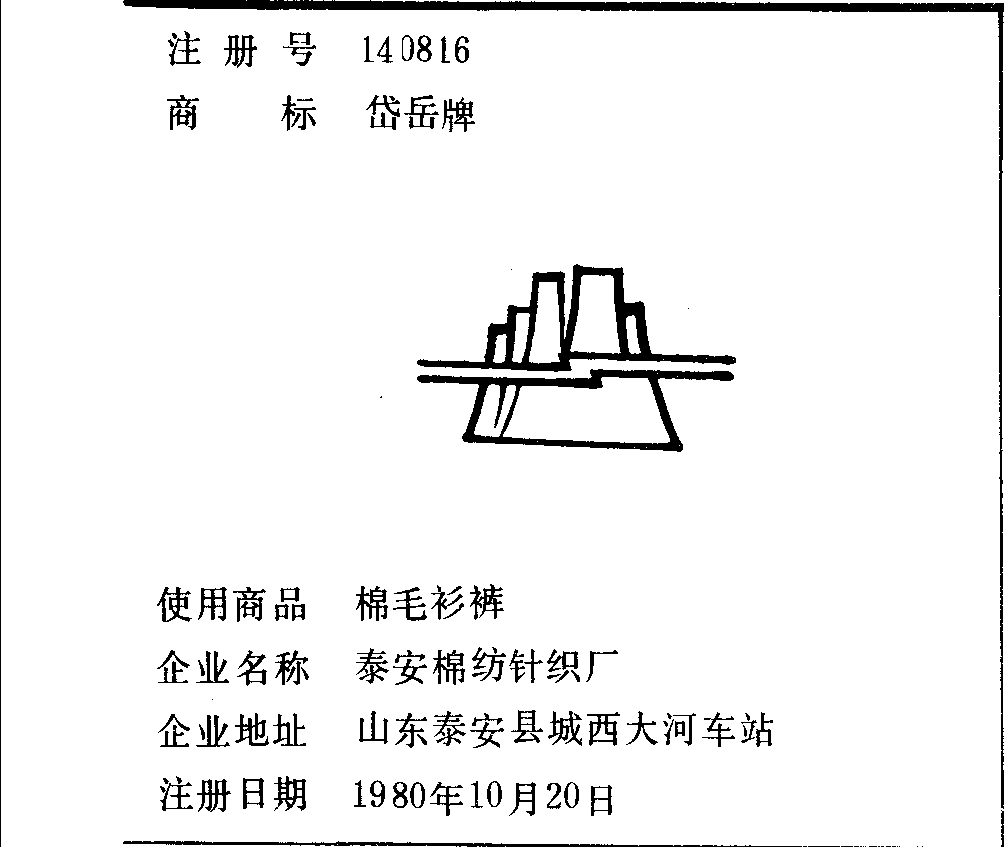 注册号 140816
商标 岱岳牌
使用商品 棉毛衫裤
企业名称 泰安棉纺针织厂
企业地址 山东泰安县城西大河车站
注册日期 1980年10月20日